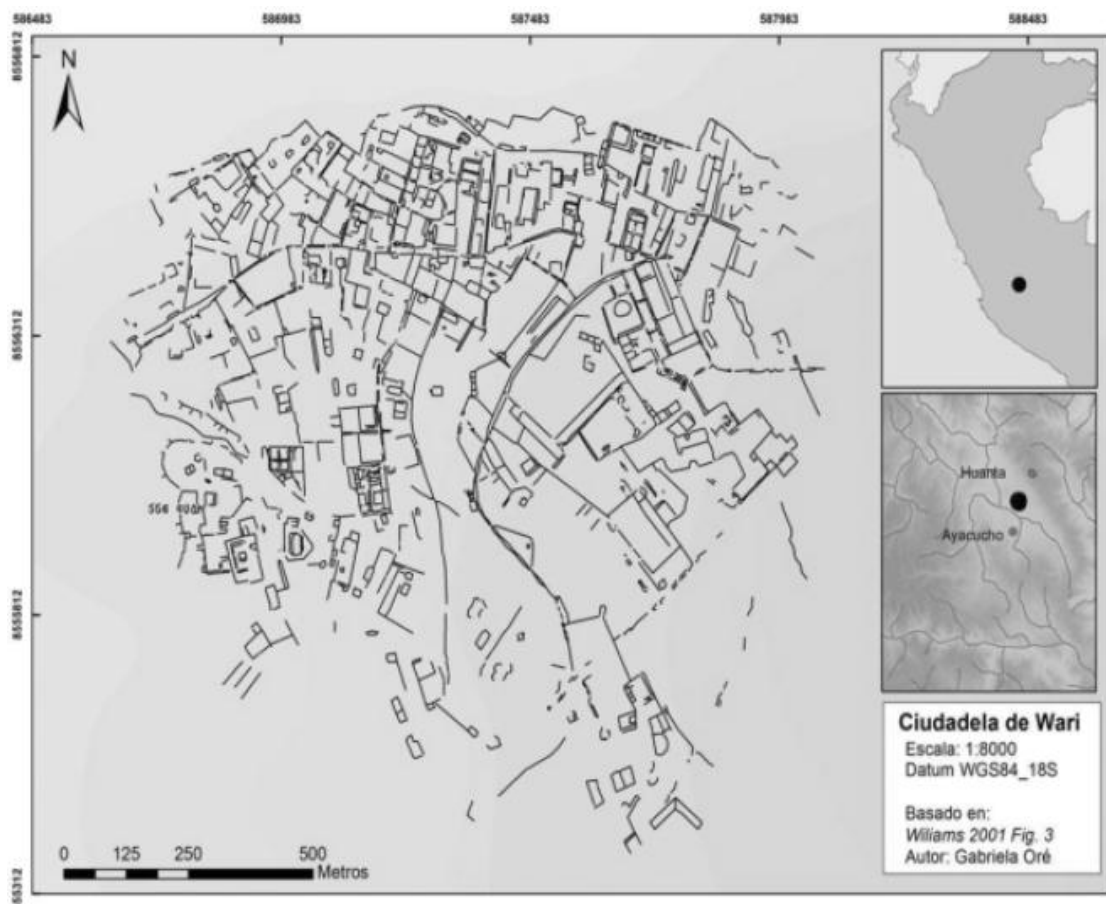 586483 586983 587483 587983 588483
8556812
N
8556312
Huanta
Ayacucho
8555812
Ciudadela de Wari
Escala: 1:8000
Datum WGS84_18S
Basado en:
Wiliams 2001 Fig. 3
Autor: Gabriela Oré
0 125 250 500
Metros
55312